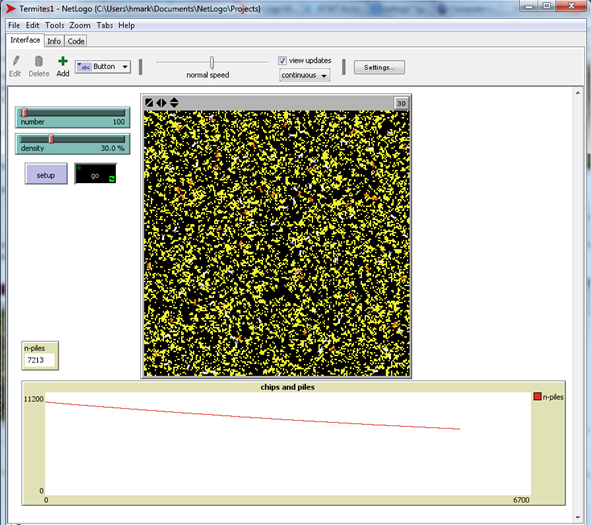 Termites1 - NetLogo {C:\Users\hmark\Documents\NetLogo\Projects}
File Edit Tools Zoom Tabs Help
Interface Info Code
Edit Delete Add abc Button normal speed view updates continuous Settings...
3D
number 100
density 30.0 %
setup go
n-piles
7213
chips and piles
11200
n-piles
0
0 6700